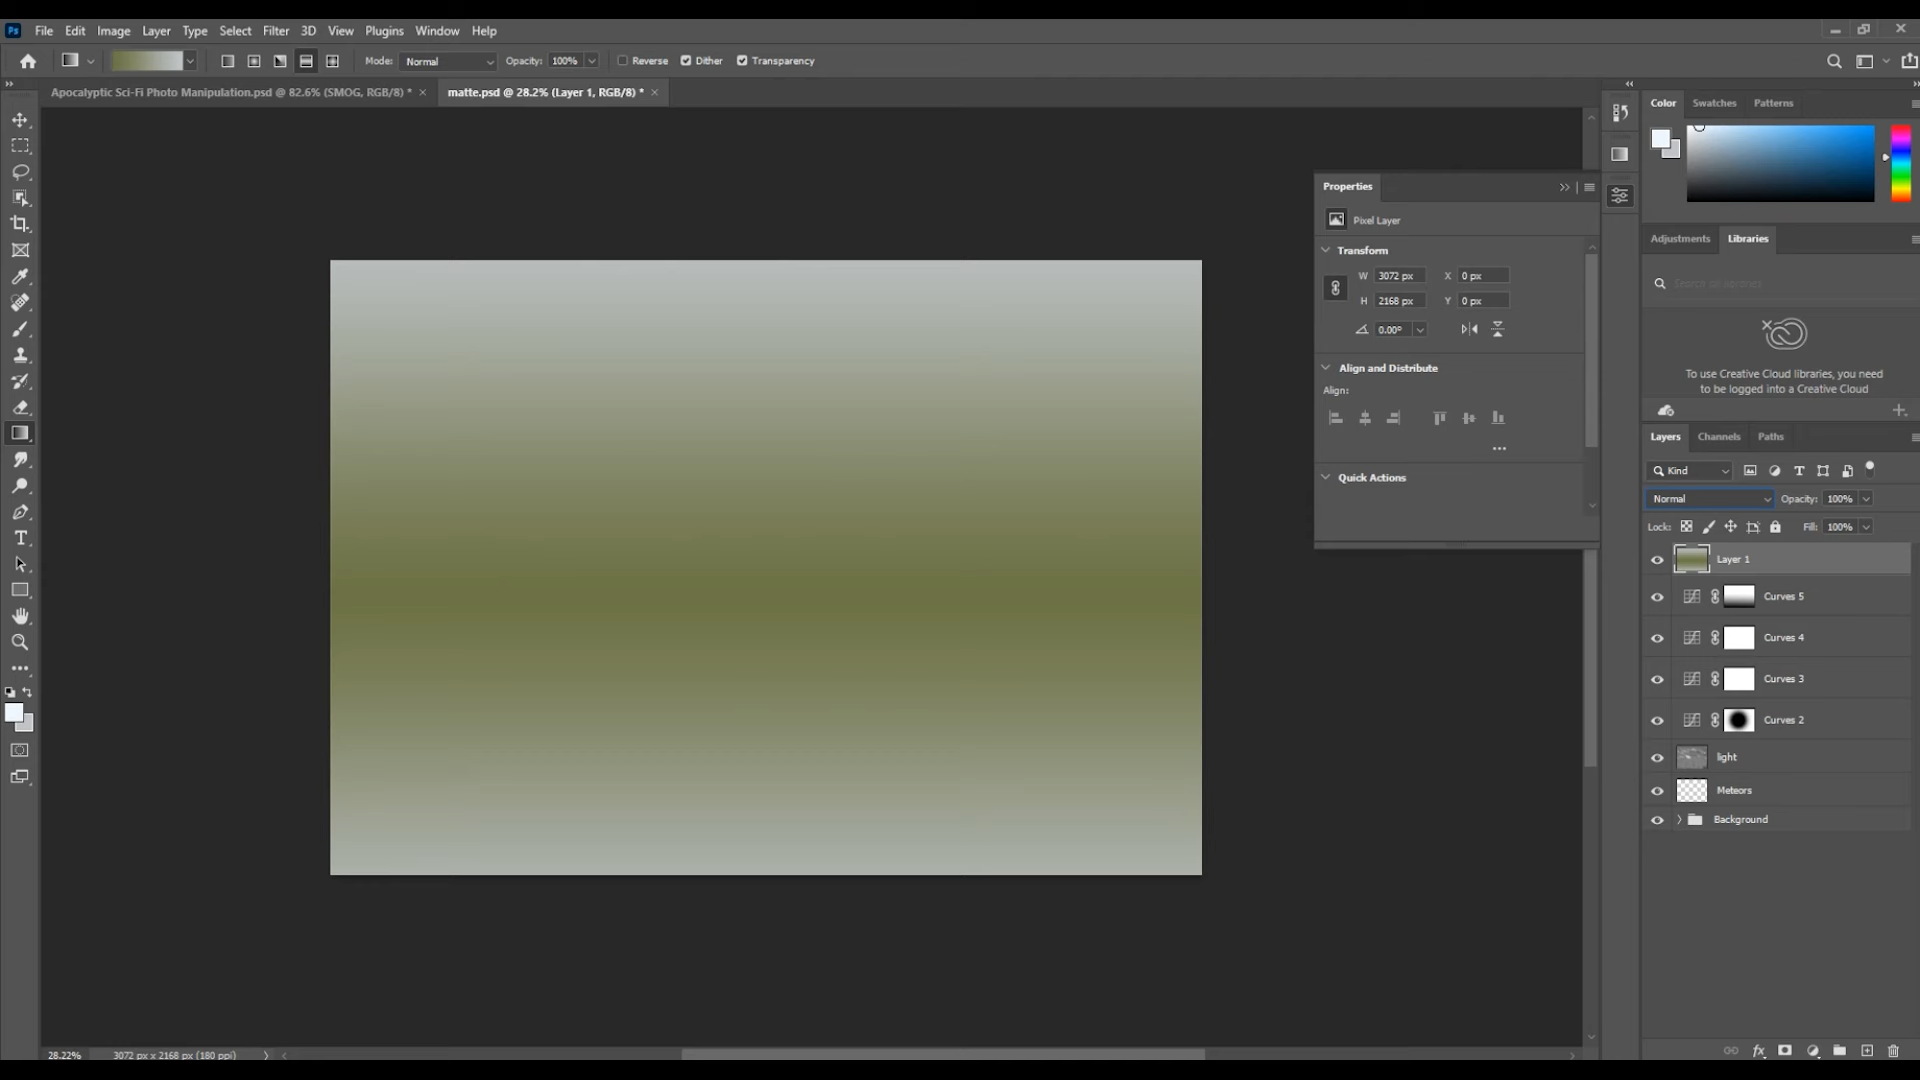 Ps File Edit Image Layer Type Select Filter 3D View Plugins Window Help
Mode: Normal Opacity: 100% Reverse Dither Transparency
Apocalyptic Sci-Fi Photo Manipulation.psd @ 82.6% (SMOG, RGB/8) *
matte.psd @ 28.2% (Layer 1, RGB/8) *
Color Swatches Patterns
Properties
Pixel Layer
Transform
W 3072 px X 0 px
H 2168 px Y 0 px
0.00°
Align and Distribute
Align:
Quick Actions
Adjustments Libraries
To use Creative Cloud libraries, you need
to be logged into a Creative Cloud
Layers Channels Paths
Kind
Normal Opacity: 100%
Lock: Fill: 100%
Layer 1
Curves 5
Curves 4
Curves 3
Curves 2
light
Meteors
Background
28.22% 3072 px x 2168 px (180 ppi)